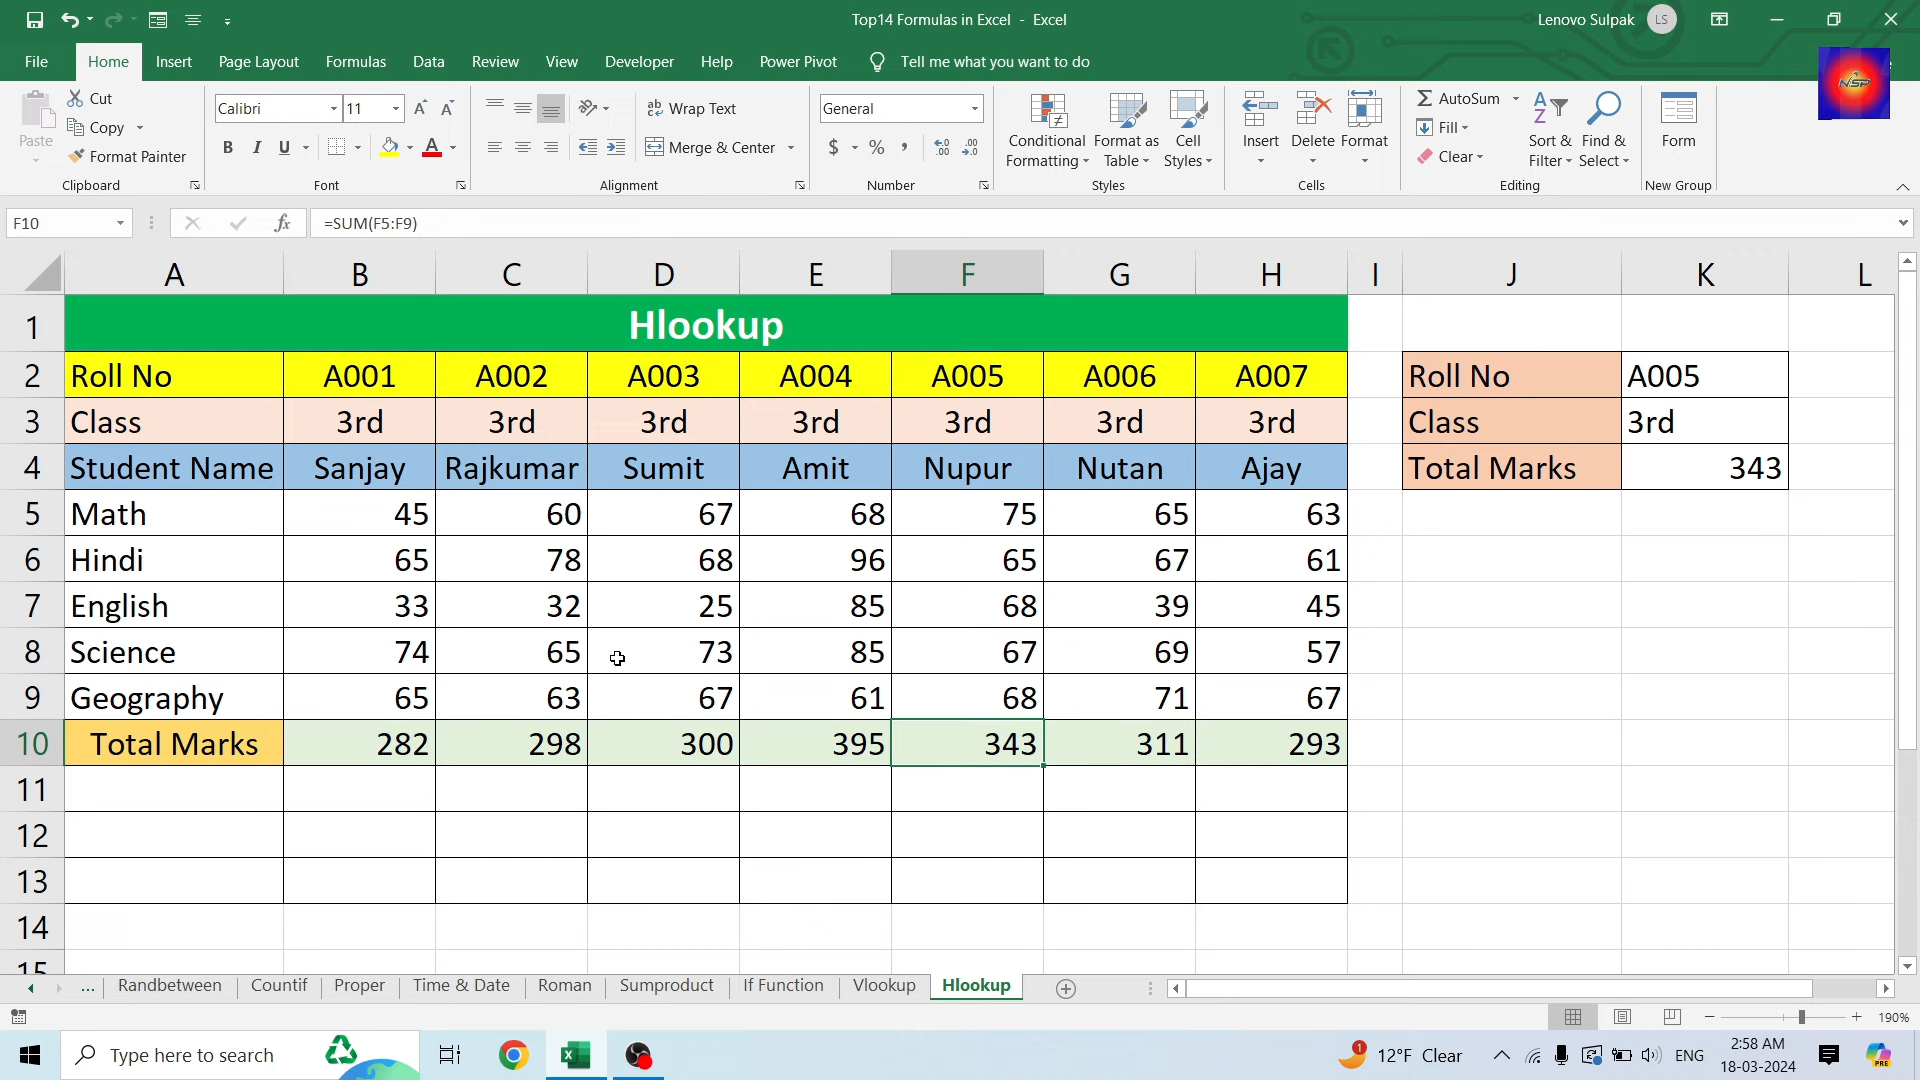 Top14 Formulas in Excel - Excel
Lenovo Sulpak
LS
File Home Insert Page Layout Formulas Data Review View Developer Help Power Pivot Tell me what you want to do
NSP
Paste
Cut
Copy
Format Painter
Clipboard
Calibri
11
B I U
Font
Wrap Text
Merge & Center
Alignment
General
$ % ,
Number
Conditional Formatting
Format as Table
Cell Styles
Styles
Insert
Delete
Format
Cells
AutoSum
Fill
Clear
Sort & Filter
Find & Select
Editing
Form
New Group
F10
fx
=SUM(F5:F9)
A B C D E F G H I J K L
1 Hlookup
2 Roll No A001 A002 A003 A004 A005 A006 A007 Roll No A005
3 Class 3rd 3rd 3rd 3rd 3rd 3rd 3rd Class 3rd
4 Student Name Sanjay Rajkumar Sumit Amit Nupur Nutan Ajay Total Marks 343
5 Math 45 60 67 68 75 65 63
6 Hindi 65 78 68 96 65 67 61
7 English 33 32 25 85 68 39 45
8 Science 74 65 73 85 67 69 57
9 Geography 65 63 67 61 68 71 67
10 Total Marks 282 298 300 395 343 311 293
11
12
13
14
15
... Randbetween Countif Proper Time & Date Roman Sumproduct If Function Vlookup Hlookup
190%
Type here to search
1
12°F Clear
ENG
2:58 AM
18-03-2024
PRE